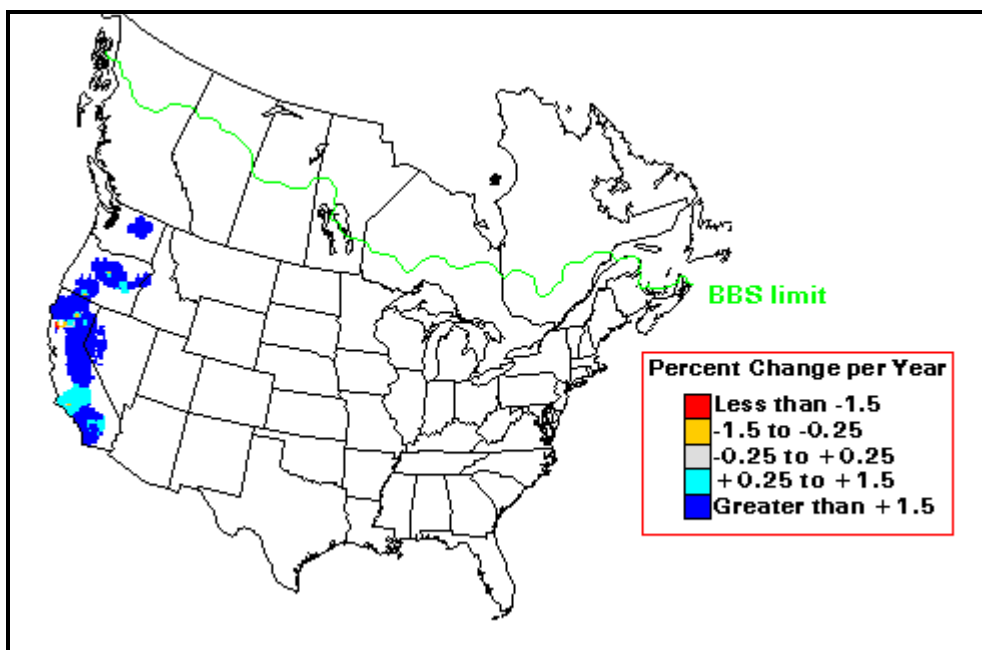 BBS limit
Percent Change per Year
Less than -1.5
-1.5 to -0.25
-0.25 to +0.25
+0.25 to +1.5
Greater than +1.5